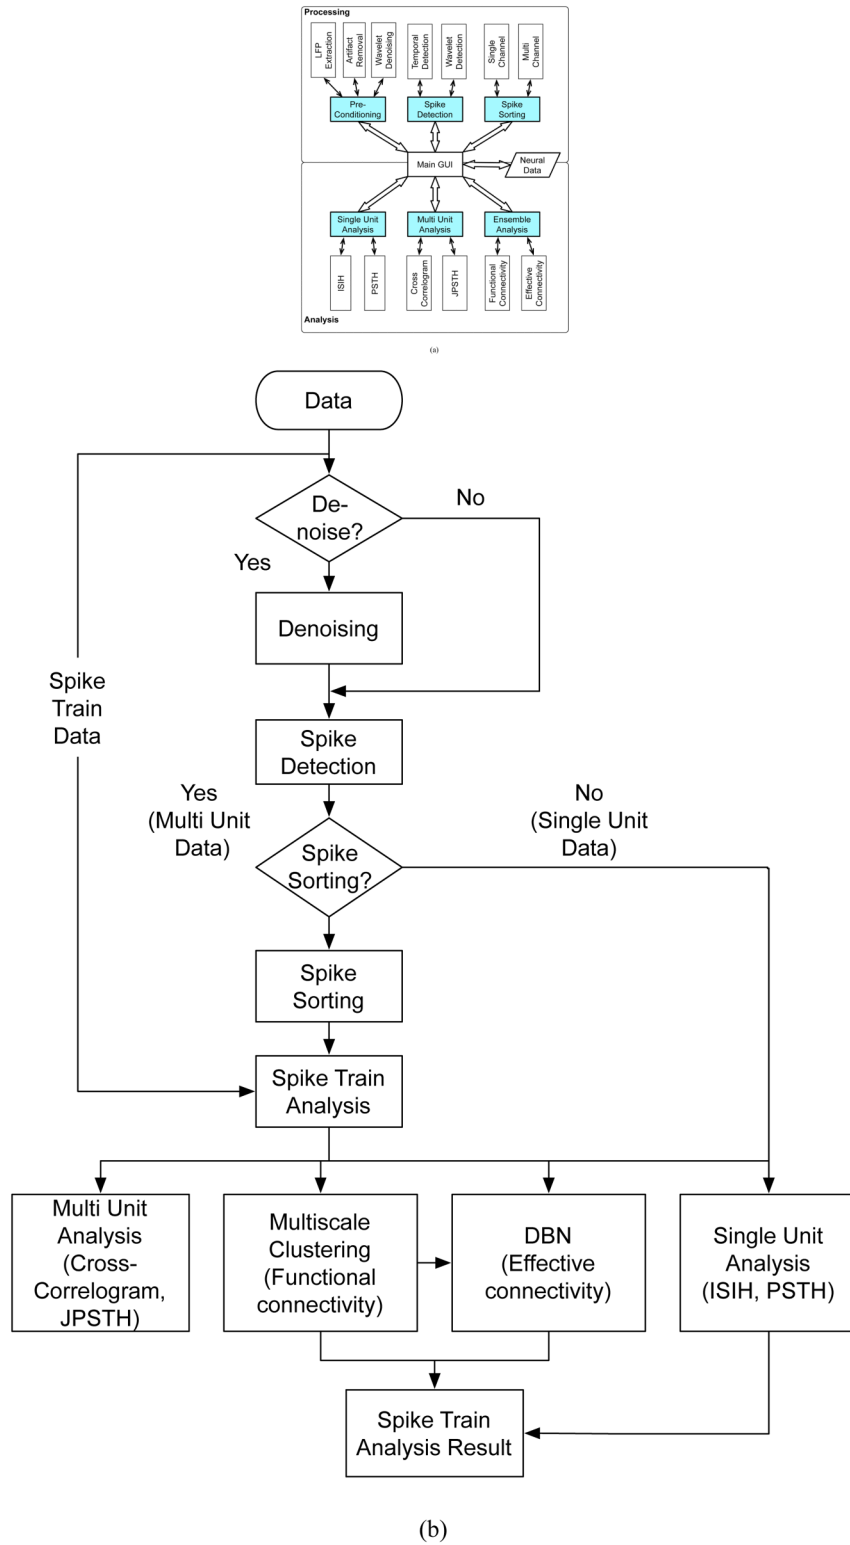 Processing
LFP
Extraction
Artifact
Removal
Wavelet
Denoising
Temporal
Detection
Wavelet
Detection
Single
Channel
Multi
Channel
Pre-
Conditioning
Spike
Detection
Spike
Sorting
Main GUI
Neural
Data
Single Unit
Analysis
Multi Unit
Analysis
Ensemble
Analysis
ISIH
PSTH
Cross
Correlogram
JPSTH
Functional
Connectivity
Effective
Connectivity
Analysis
(a)
Data
De-
noise?
No
Yes
Denoising
Spike
Train
Data
Spike
Detection
Yes
(Multi Unit
Data)
No
(Single Unit
Data)
Spike
Sorting?
Spike
Sorting
Spike Train
Analysis
Multi Unit
Analysis
(Cross-
Correlogram,
JPSTH)
Multiscale
Clustering
(Functional
connectivity)
DBN
(Effective
connectivity)
Single Unit
Analysis
(ISIH, PSTH)
Spike Train
Analysis Result
(b)